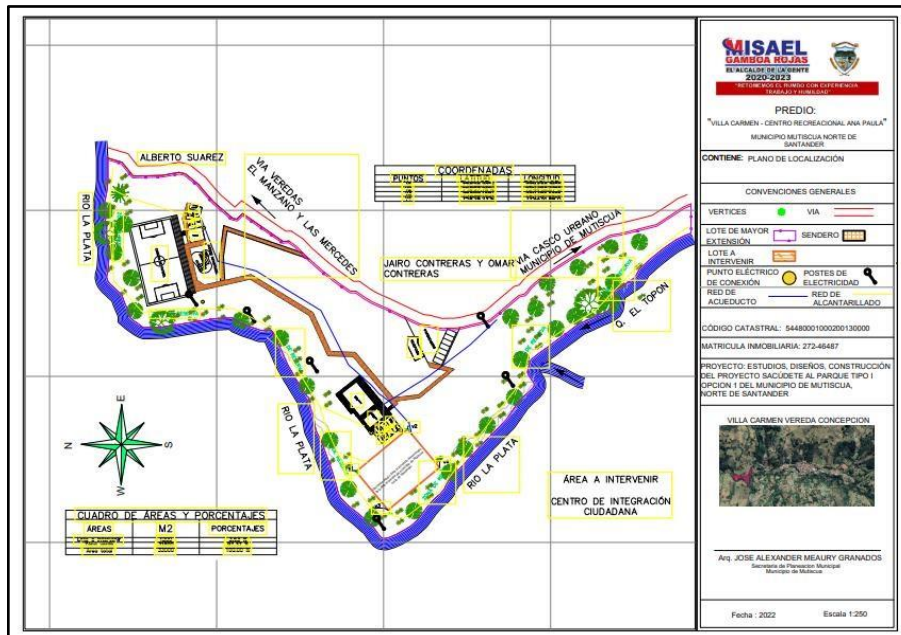 ALBERTO SUAREZ
RIO LA PLATA
VIA VEREDAS
EL MANZANO Y LAS MERCEDES
COORDENADAS
PUNTOS LATITUD LONGITUD
JAIRO CONTRERAS Y OMAR
CONTRERAS
VIA CASCO URBANO
MUNICIPIO DE MUTISCUA
Q. EL TOPON
RIO LA PLATA
RIO LA PLATA
N E S W
ÁREA A INTERVENIR
CENTRO DE INTEGRACIÓN
CIUDADANA
CUADRO DE ÁREAS Y PORCENTAJES
ÁREAS M2 PORCENTAJES
MISAEL
GAMBOA ROJAS
EL ALCALDE DE LA GENTE
2020-2023
"RETOMEMOS EL RUMBO CON EXPERIENCIA
TRABAJO Y HUMILDAD"
PREDIO:
"VILLA CARMEN - CENTRO RECREACIONAL ANA PAULA"
MUNICIPIO MUTISCUA NORTE DE
SANTANDER
CONTIENE: PLANO DE LOCALIZACIÓN
CONVENCIONES GENERALES
VERTICES VIA
LOTE DE MAYOR
EXTENSIÓN SENDERO
LOTE A
INTERVENIR
PUNTO ELÉCTRICO
DE CONEXIÓN POSTES DE
ELECTRICIDAD
RED DE
ACUEDUCTO RED DE
ALCANTARILLADO
CÓDIGO CATASTRAL: 54480001000200130000
MATRICULA INMOBILIARIA: 272-46487
PROYECTO: ESTUDIOS, DISEÑOS, CONSTRUCCIÓN
DEL PROYECTO SACÚDETE AL PARQUE TIPO I
OPCION 1 DEL MUNICIPIO DE MUTISCUA,
NORTE DE SANTANDER
VILLA CARMEN VEREDA CONCEPCION
Arq. JOSE ALEXANDER MEAURY GRANADOS
Secretaria de Planeacion Municipal
Municipio de Mutiscua
Fecha : 2022 Escala 1:250